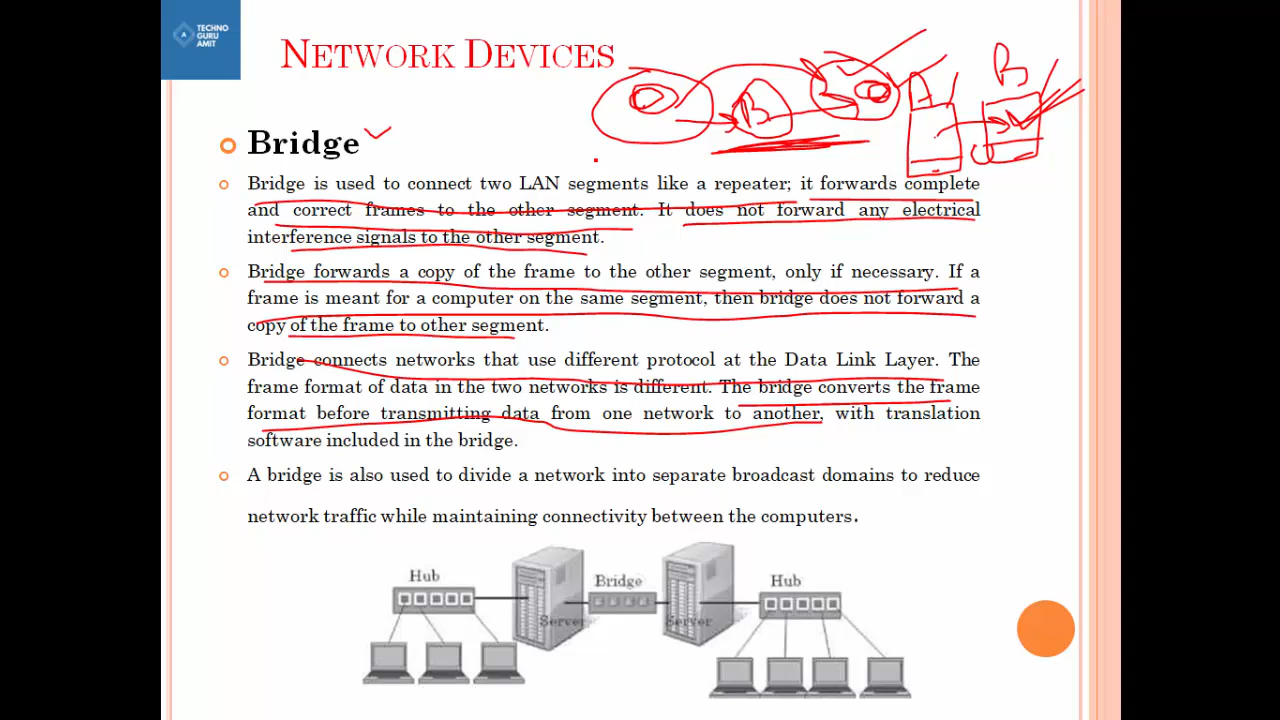 TECHNO
GURU
AMIT
NETWORK DEVICES
B
A
B
Bridge
Bridge is used to connect two LAN segments like a repeater; it forwards complete
and correct frames to the other segment. It does not forward any electrical
interference signals to the other segment.
Bridge forwards a copy of the frame to the other segment, only if necessary. If a
frame is meant for a computer on the same segment, then bridge does not forward a
copy of the frame to other segment.
Bridge connects networks that use different protocol at the Data Link Layer. The
frame format of data in the two networks is different. The bridge converts the frame
format before transmitting data from one network to another, with translation
software included in the bridge.
A bridge is also used to divide a network into separate broadcast domains to reduce
network traffic while maintaining connectivity between the computers.
Hub
Bridge
Hub
Server
Server